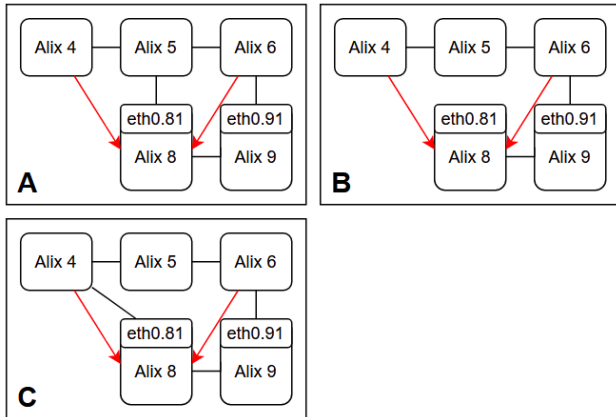 Alix 4 Alix 5 Alix 6
eth0.81 eth0.91
Alix 8 Alix 9
A
Alix 4 Alix 5 Alix 6
eth0.81 eth0.91
Alix 8 Alix 9
B
Alix 4 Alix 5 Alix 6
eth0.81 eth0.91
Alix 8 Alix 9
C